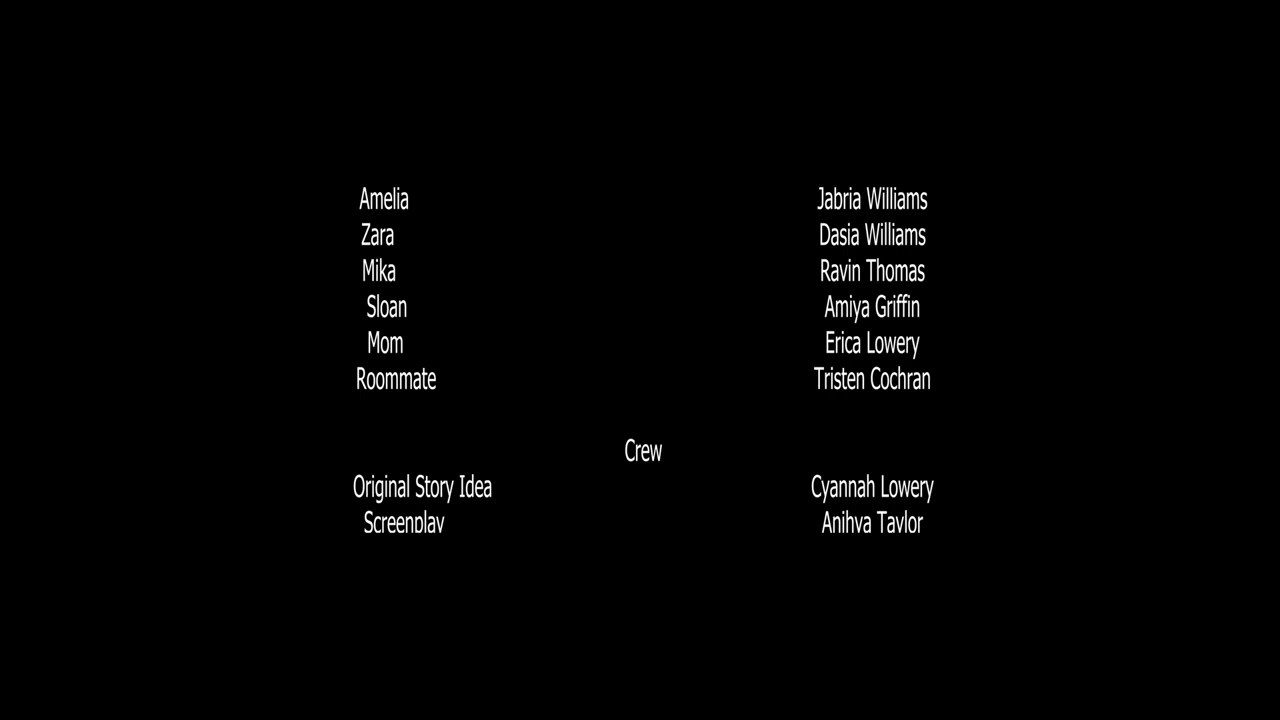 Amelia Jabria Williams
Zara Dasia Williams
Mika Ravin Thomas
Sloan Amiya Griffin
Mom Erica Lowery
Roommate Tristen Cochran
Crew
Original Story Idea Cyannah Lowery
Screenplay Anihya Taylor